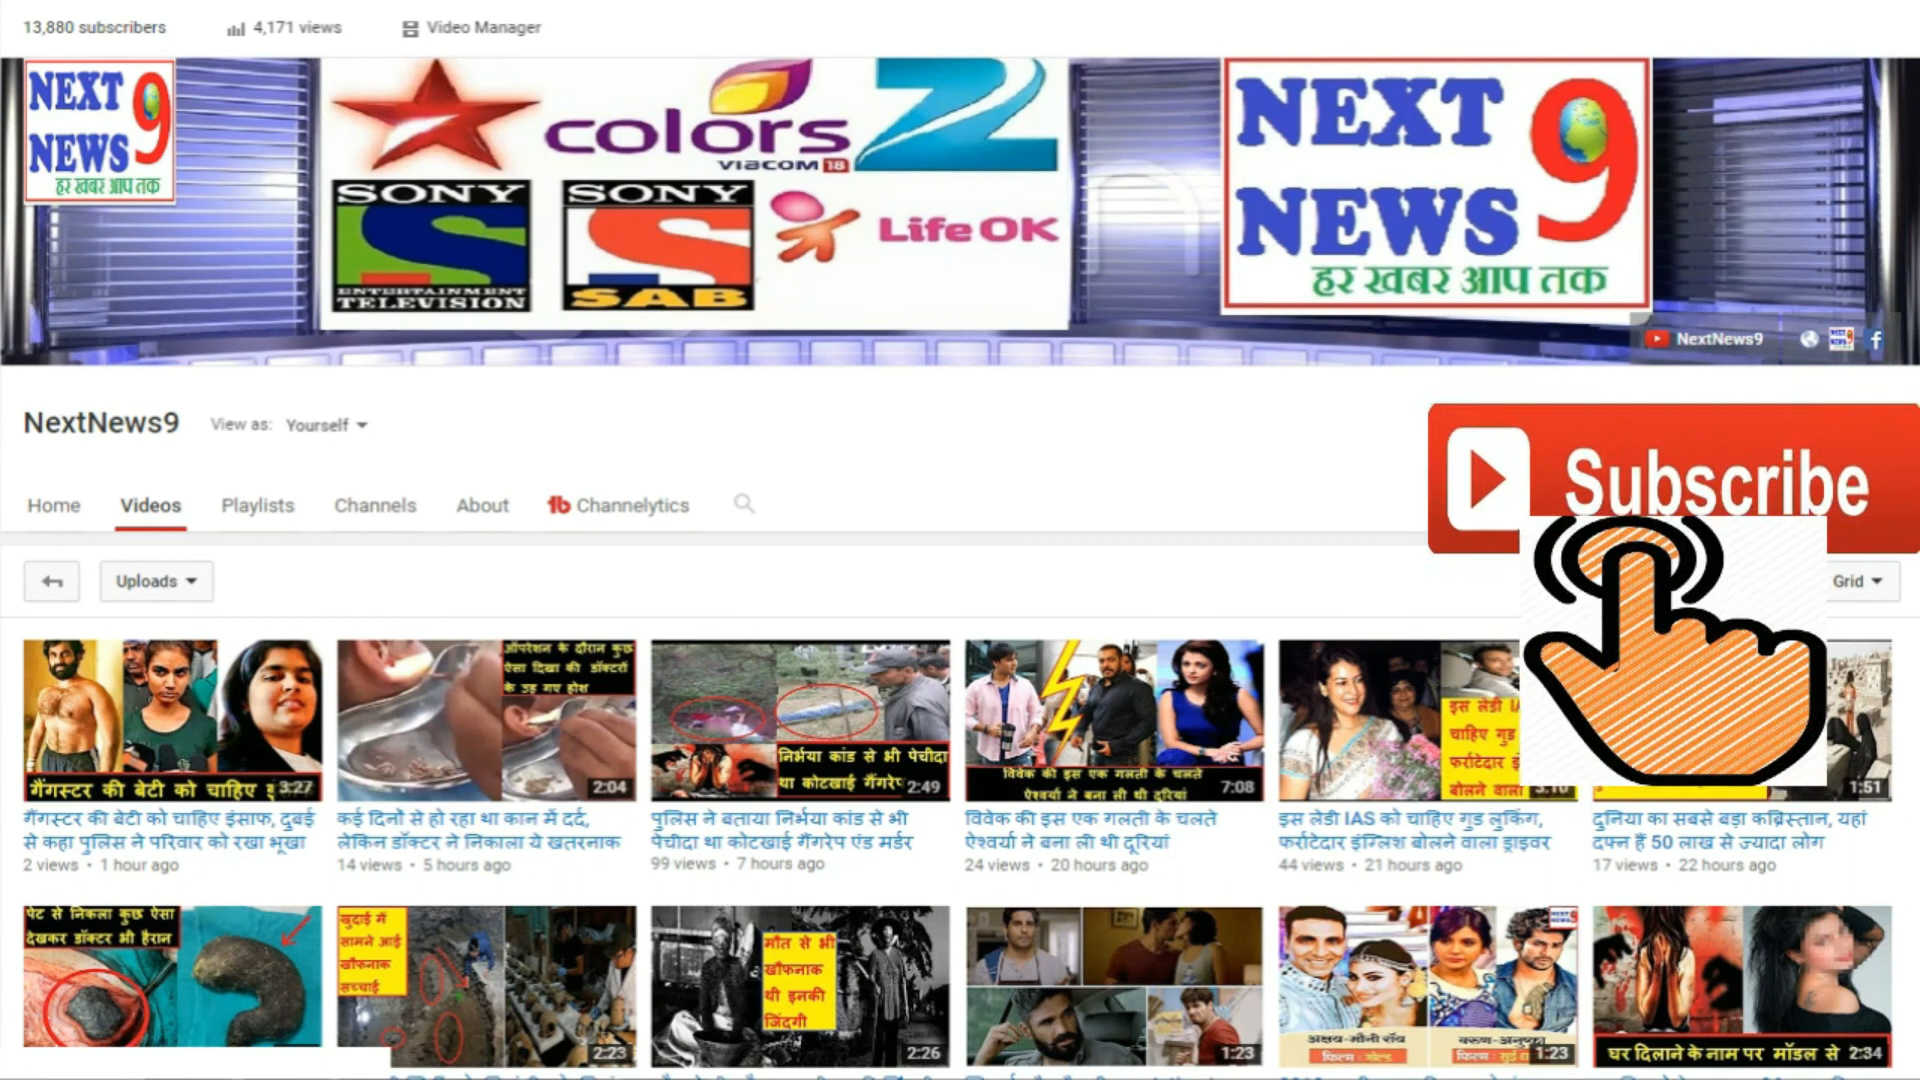 13,880 subscribers
4,171 views
Video Manager
NEXT
NEWS 9
हर खबर आप तक
colors
VIACOM 18
SONY
ENTERTAINMENT
TELEVISION
SONY
SAB
Life OK
NEXT
NEWS 9
हर खबर आप तक
NextNews9
NextNews9
View as: Yourself
Subscribe
Home
Videos
Playlists
Channels
About
Channelytics
Uploads
Grid
गैंगस्टर की बेटी को चाहिए
3:27
गैंगस्टर की बेटी को चाहिए इंसाफ, दुबई
से कहा पुलिस ने परिवार को रखा भूखा
2 views • 1 hour ago
ऑपरेशन के दौरान कुछ
ऐसा दिखा की डॉक्टरों
के उड़ गए होश
2:04
कई दिनों से हो रहा था कान में दर्द,
लेकिन डॉक्टर ने निकाला ये खतरनाक
14 views • 5 hours ago
निर्भया कांड से भी पेचीदा
था कोटखाई गैंगरेप
2:49
पुलिस ने बताया निर्भया कांड से भी
पेचीदा था कोटखाई गैंगरेप एंड मर्डर
99 views • 7 hours ago
विवेक की इस एक गलती के चलते
ऐश्वर्या ने बना ली थी दूरियां
7:08
विवेक की इस एक गलती के चलते
ऐश्वर्या ने बना ली थी दूरियां
24 views • 20 hours ago
इस लेडी
चाहिए गुड
फर्राटेदार
बोलने वाला
3:10
इस लेडी IAS को चाहिए गुड लुकिंग,
फर्राटेदार इंग्लिश बोलने वाला ड्राइवर
44 views • 21 hours ago
1:51
दुनिया का सबसे बड़ा कब्रिस्तान, यहां
दफ्न हैं 50 लाख से ज्यादा लोग
17 views • 22 hours ago
पेट से निकला कुछ ऐसा
देखकर डॉक्टर भी हैरान
खुदाई में
सामने आई
खौफनाक
सच्चाई
2:23
मौत से भी
खौफनाक
थी इनकी
जिंदगी
2:26
1:23
अक्षय-मौनी रॉय
फिल्म : गोल्ड
वरुण-अनुष्का
फिल्म : सुई
1:23
घर दिलाने के नाम पर मॉडल से
2:34